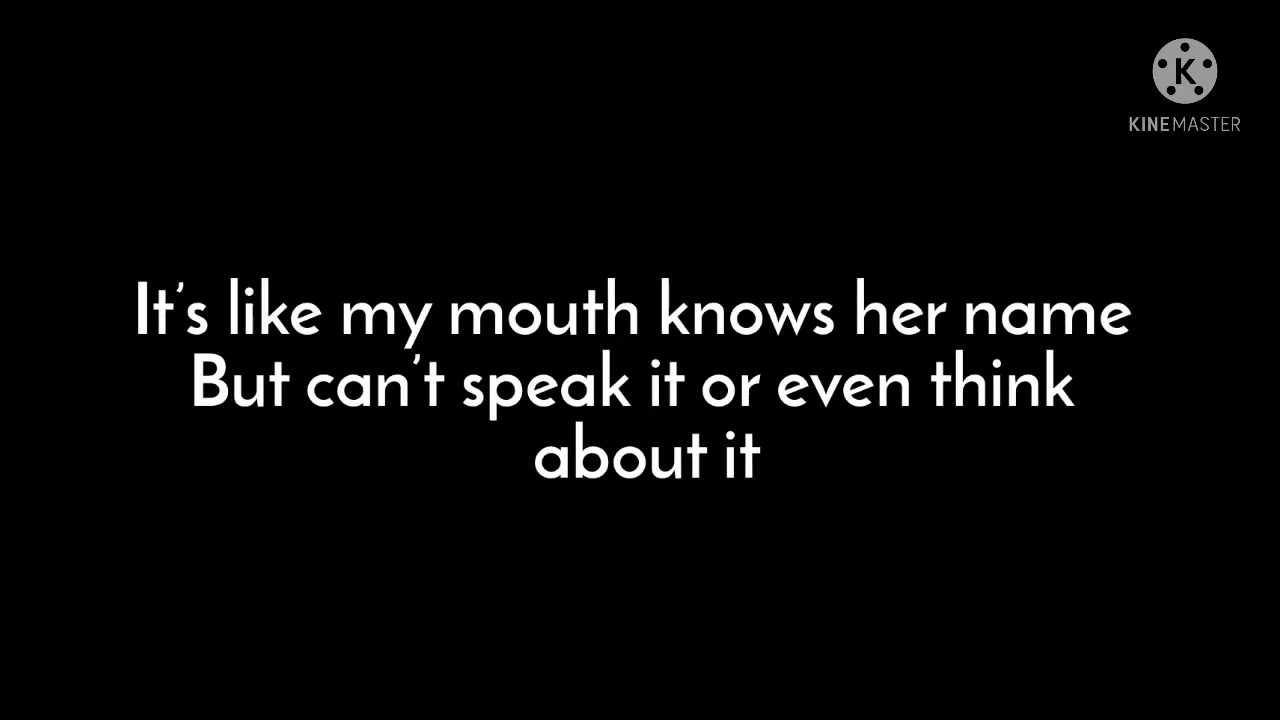 K
KINEMASTER
It's like my mouth knows her name
But can't speak it or even think
about it